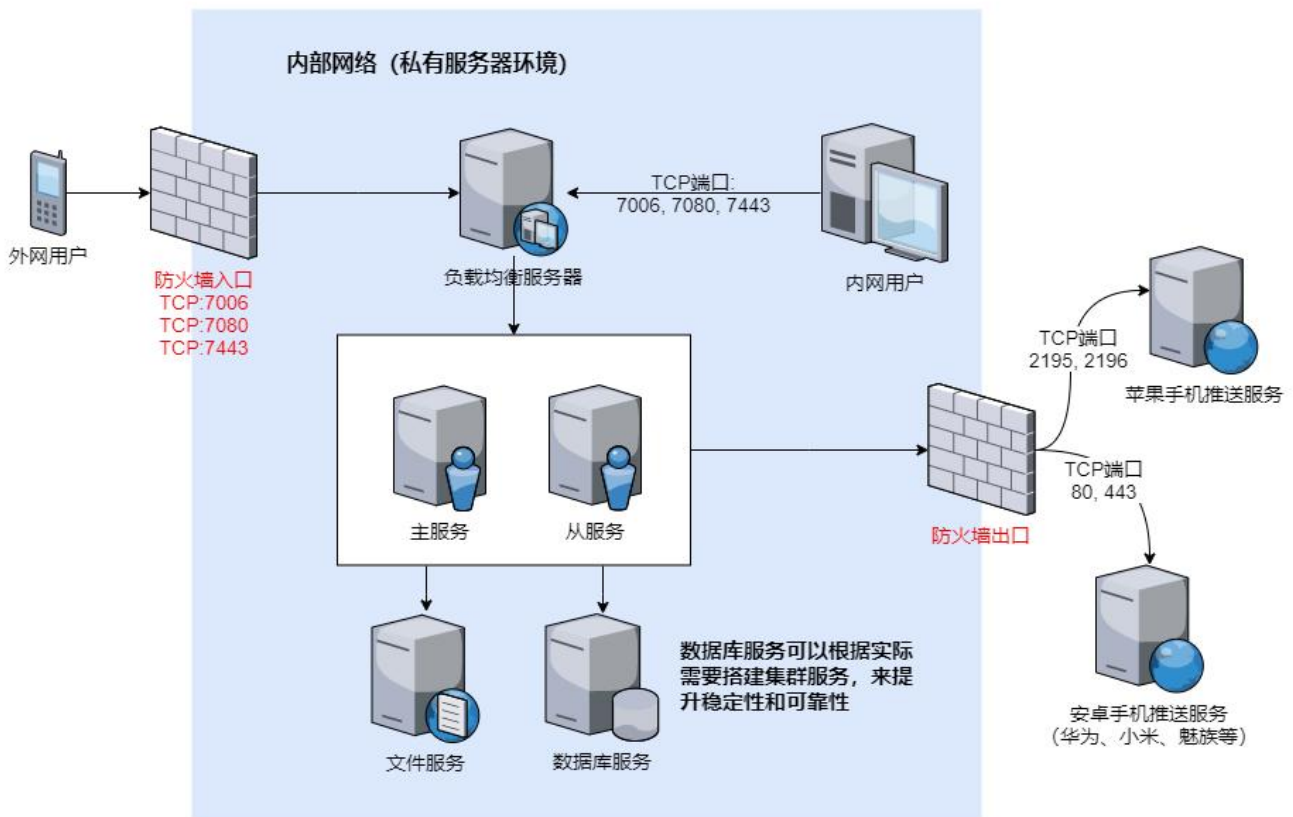 内部网络（私有服务器环境）
外网用户
防火墙入口
TCP:7006
TCP:7080
TCP:7443
负载均衡服务器
TCP端口:
7006, 7080, 7443
内网用户
TCP端口
2195, 2196
苹果手机推送服务
主服务
从服务
防火墙出口
TCP端口
80, 443
文件服务
数据库服务
数据库服务可以根据实际
需要搭建集群服务，来提
升稳定性和可靠性
安卓手机推送服务
（华为、小米、魅族等）